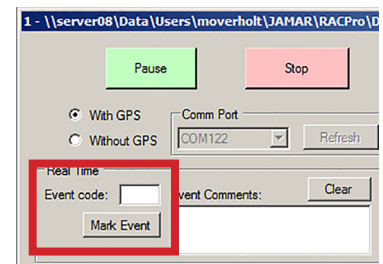 1 - \\server08\Data\Users\moverholt\JAMAR\RACPro\D
Pause Stop
With GPS Comm Port
Without GPS COM122 Refresh
Real Time
Event code: vent Comments: Clear
Mark Event